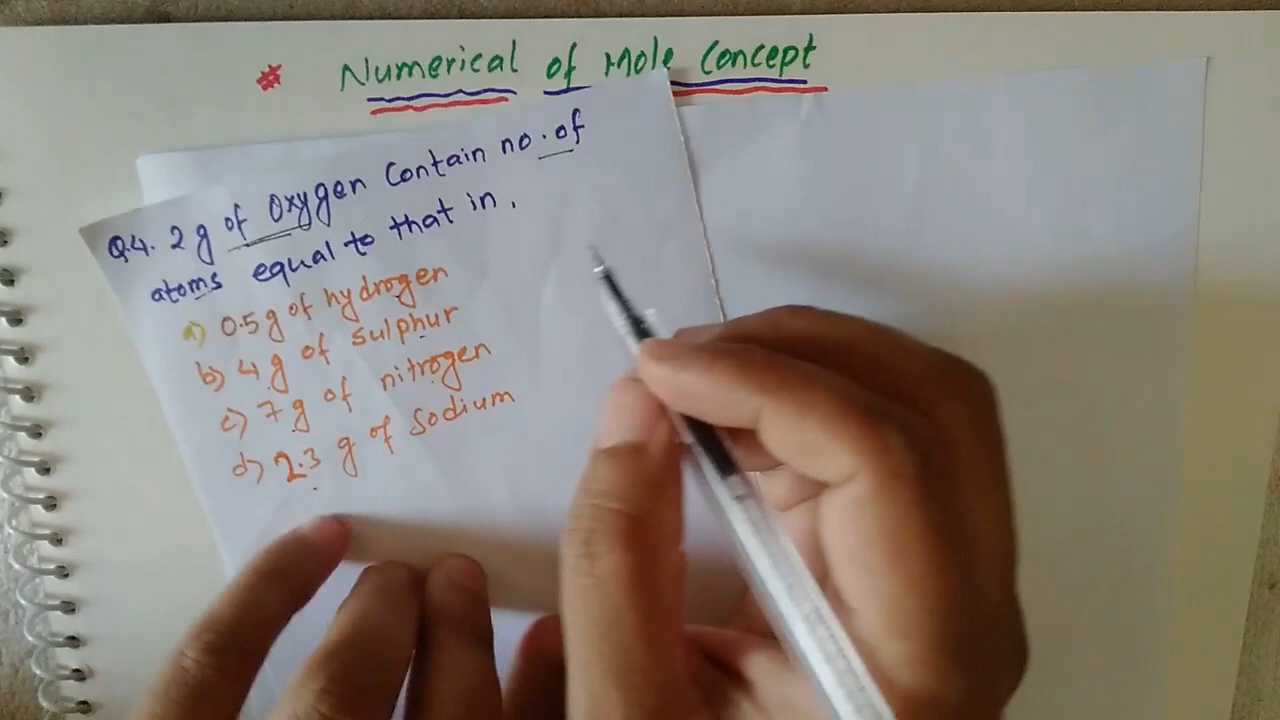 * Numerical of Mole Concept
Q.4. 2 g of Oxygen Contain no. of
atoms equal to that in.
a) 0.5 g of hydrogen
b) 4 g of sulphur
c) 7 g of nitrogen
d) 2.3 g of Sodium